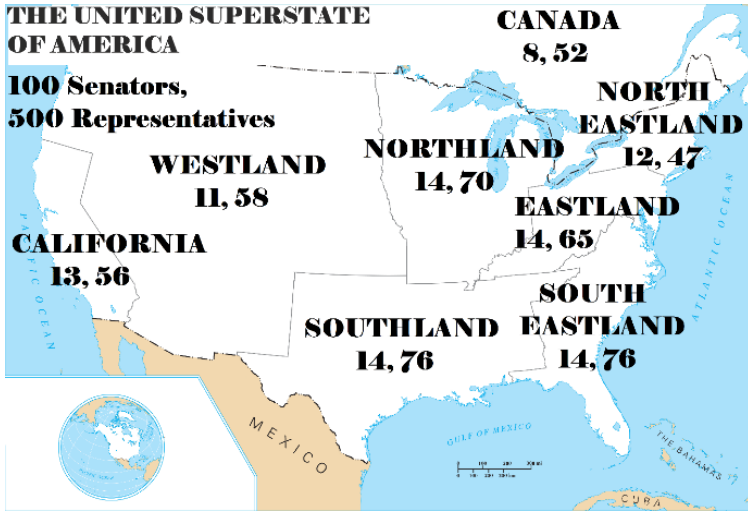 THE UNITED SUPERSTATE
OF AMERICA
100 Senators,
500 Representatives
CANADA
8, 52
NORTH
EASTLAND
12, 47
WESTLAND
11, 58
NORTHLAND
14, 70
EASTLAND
14, 65
CALIFORNIA
13, 56
SOUTH
EASTLAND
14, 76
SOUTHLAND
14, 76
PACIFIC OCEAN
ATLANTIC OCEAN
MEXICO
GULF OF MEXICO
THE BAHAMAS
CUBA